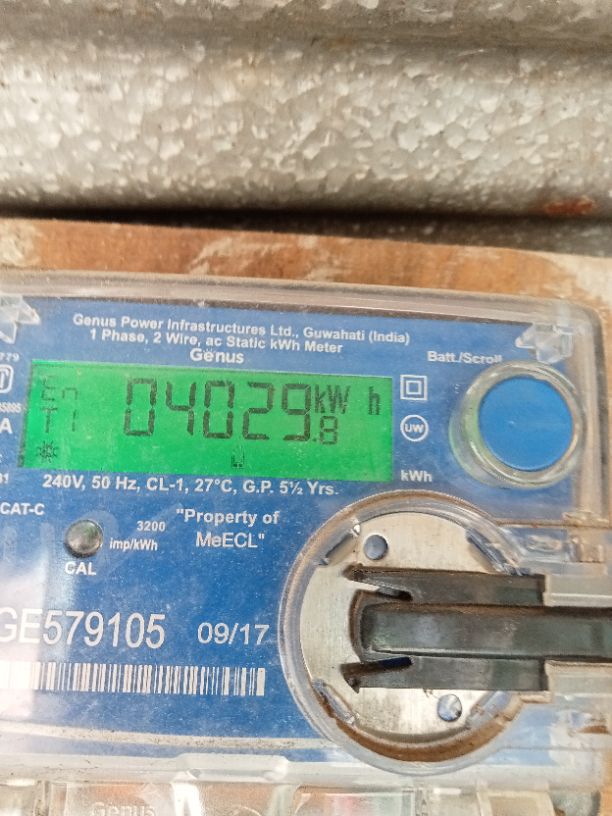 Genus Power Infrastructures Ltd., Guwahati (India)
1 Phase, 2 Wire, ac Static kWh Meter
Genus
Batt./Scroll
04029.8 kW h
UW
kWh
240V, 50 Hz, CL-1, 27°C, G.P. 5½ Yrs.
CAT-C
3200
imp/kWh
CAL
"Property of
MeECL"
GE579105 09/17
Genus